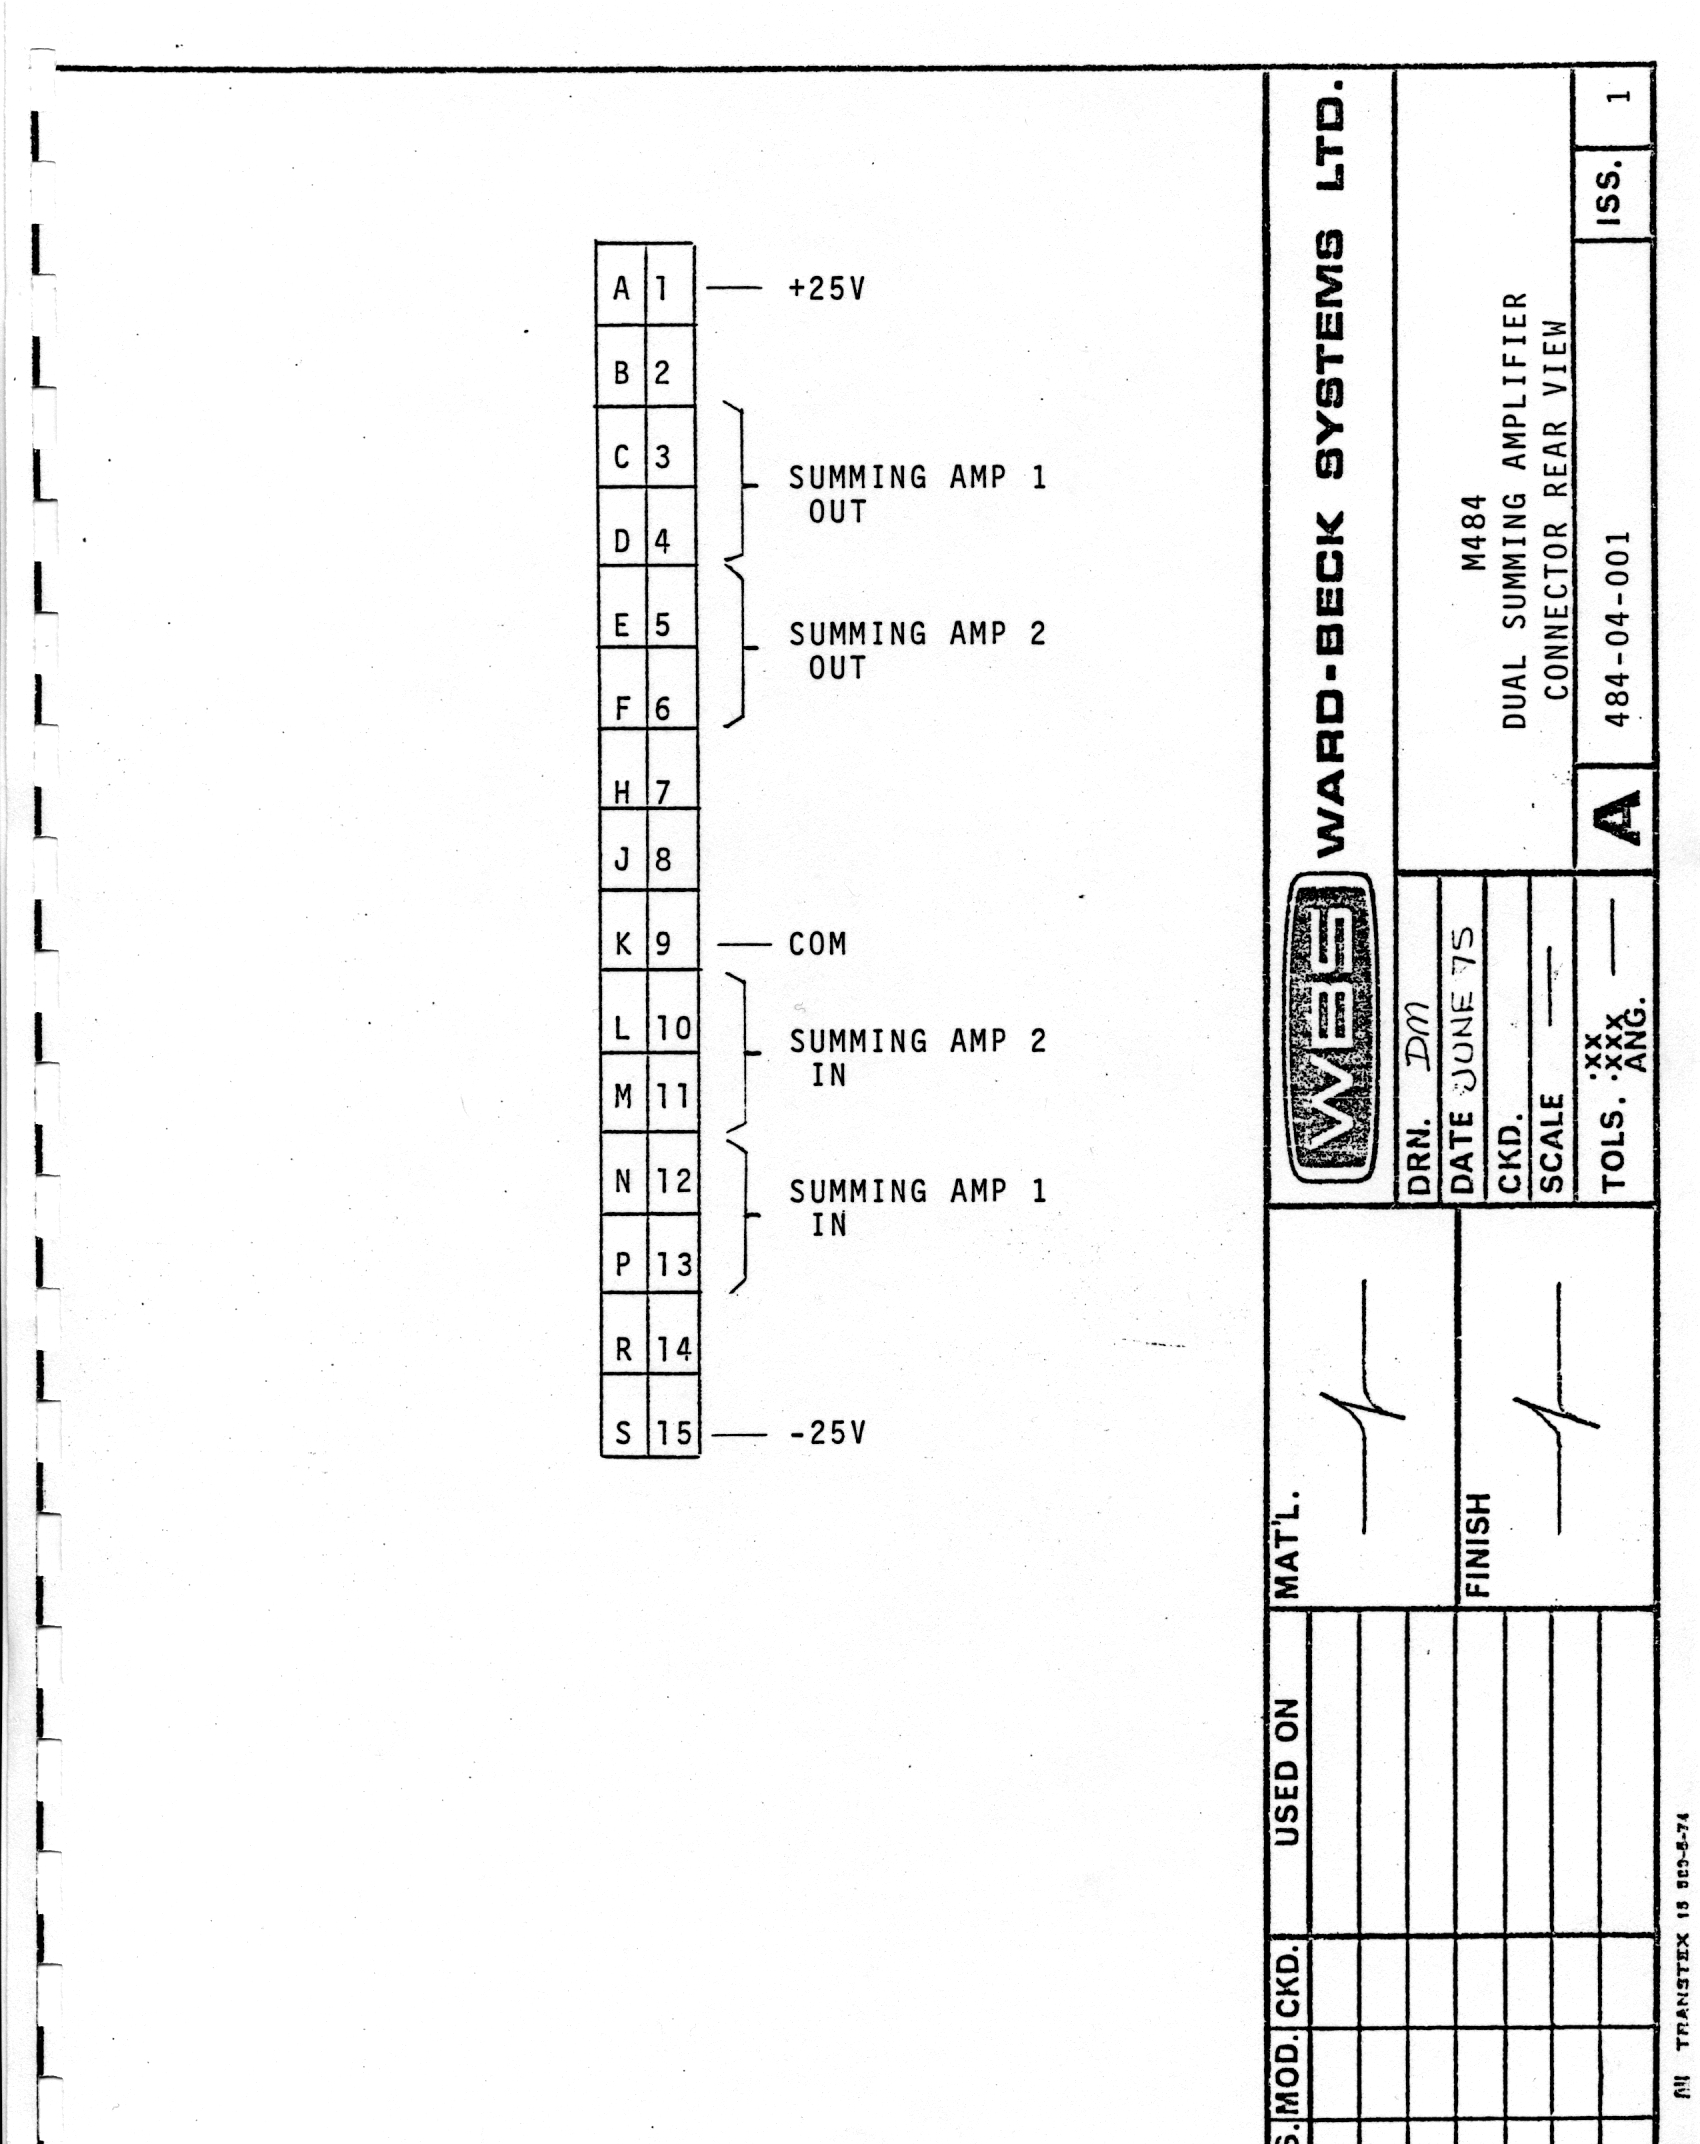 A 1 +25V
B 2
C 3
SUMMING AMP 1
OUT
D 4
E 5
SUMMING AMP 2
OUT
F 6
H 7
J 8
K 9 COM
L 10
SUMMING AMP 2
IN
M 11
N 12
SUMMING AMP 1
IN
P 13
R 14
S 15 -25V
WBS WARD-BECK SYSTEMS LTD.
M484
DUAL SUMMING AMPLIFIER
CONNECTOR REAR VIEW
A 484-04-001 ISS. 1
DRN. DM
DATE JUNE 75
CKD.
SCALE
TOLS. .XX
.XXX
ANG.
MAT'L.
FINISH
USED ON
MOD. CKD.
TRANSTEX